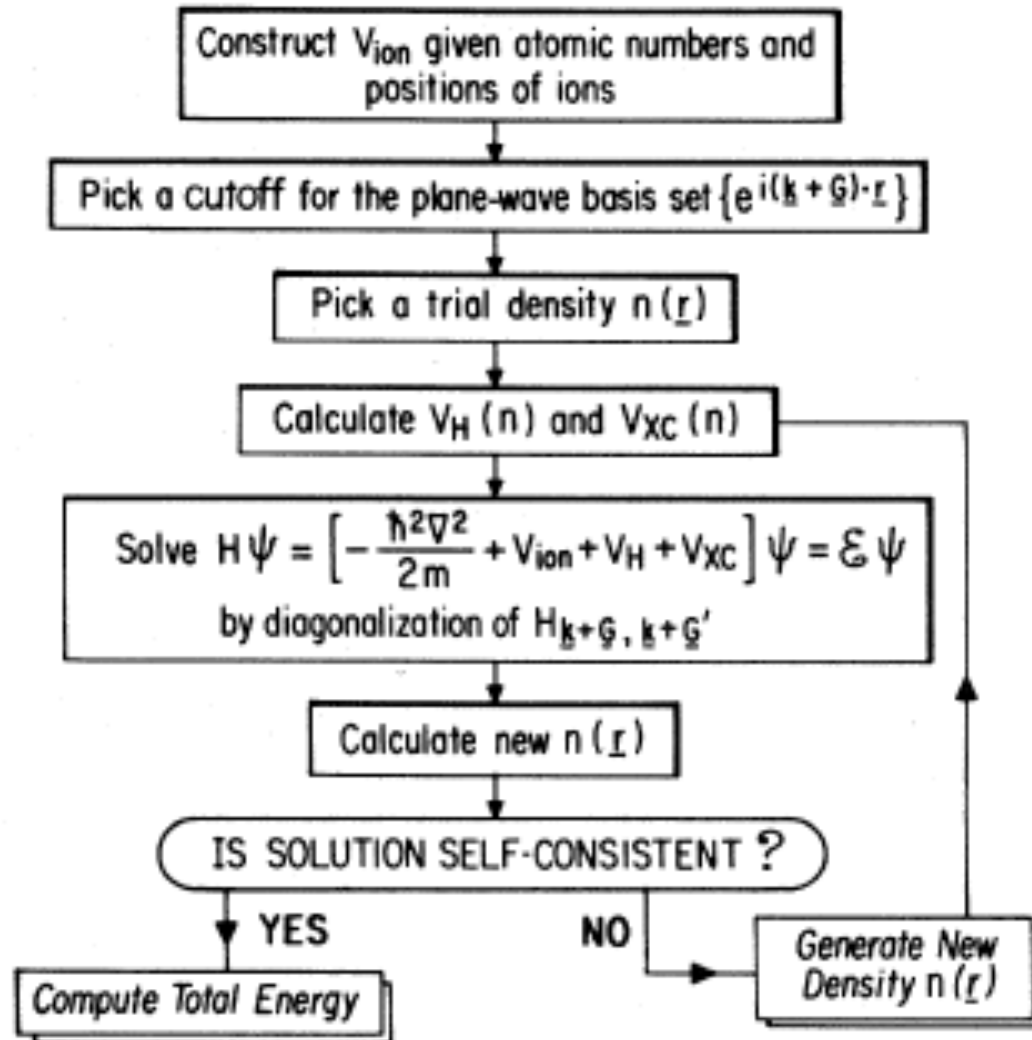 Construct V_ion given atomic numbers and
positions of ions
Pick a cutoff for the plane-wave basis set {e^{i(k̲ + G̲)·r̲}}
Pick a trial density n(r̲)
Calculate V_H(n) and V_XC(n)
Solve Hψ = [-ℏ²∇²/2m + V_ion + V_H + V_XC] ψ = ℰψ
by diagonalization of H_{k̲+G̲, k̲+G̲'}
Calculate new n(r̲)
IS SOLUTION SELF-CONSISTENT ?
YES
NO
Compute Total Energy
Generate New
Density n(r̲)